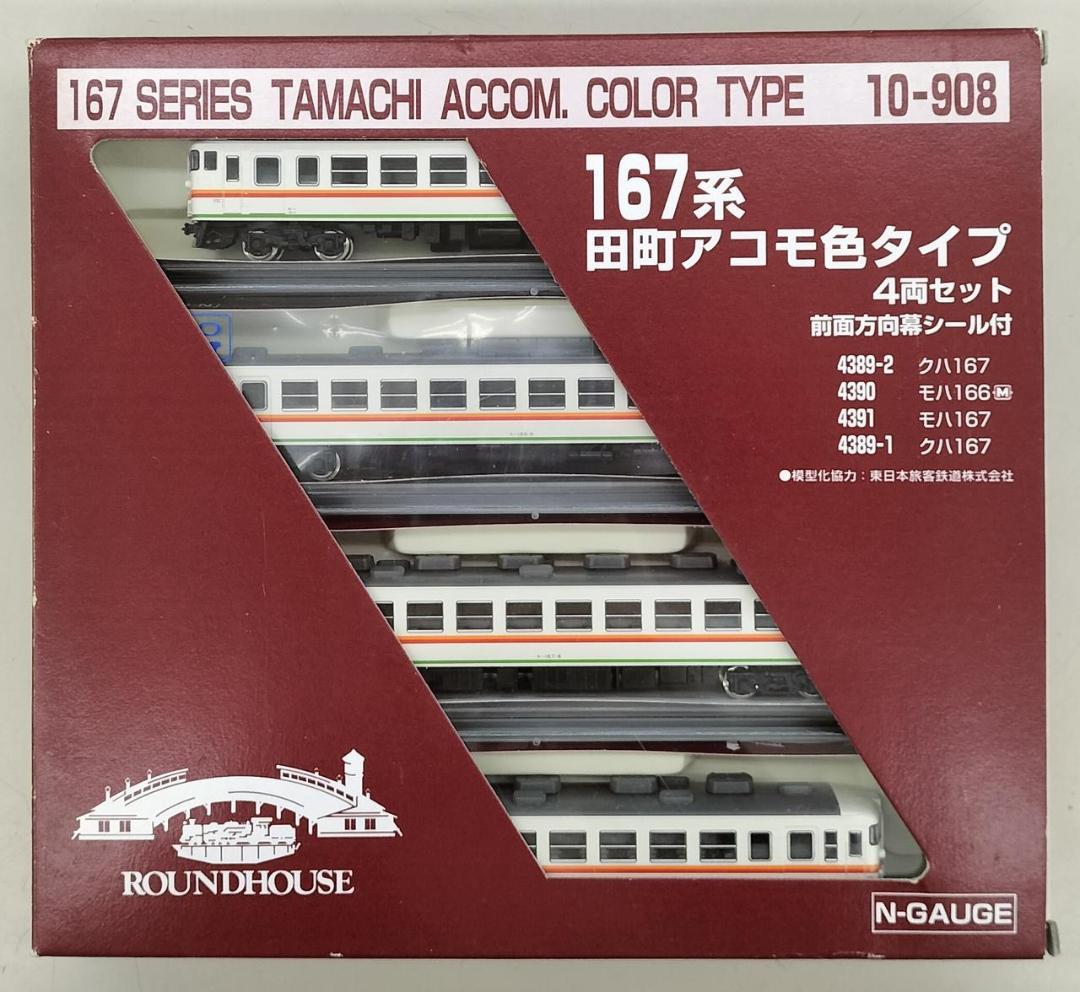 167 SERIES TAMACHI ACCOM. COLOR TYPE 10-908
167系
田町アコモ色タイプ
4両セット
前面方向幕シール付
4389-2 クハ167
4390 モハ166 M
4391 モハ167
4389-1 クハ167
●模型化協力：東日本旅客鉄道株式会社
ROUNDHOUSE
N-GAUGE